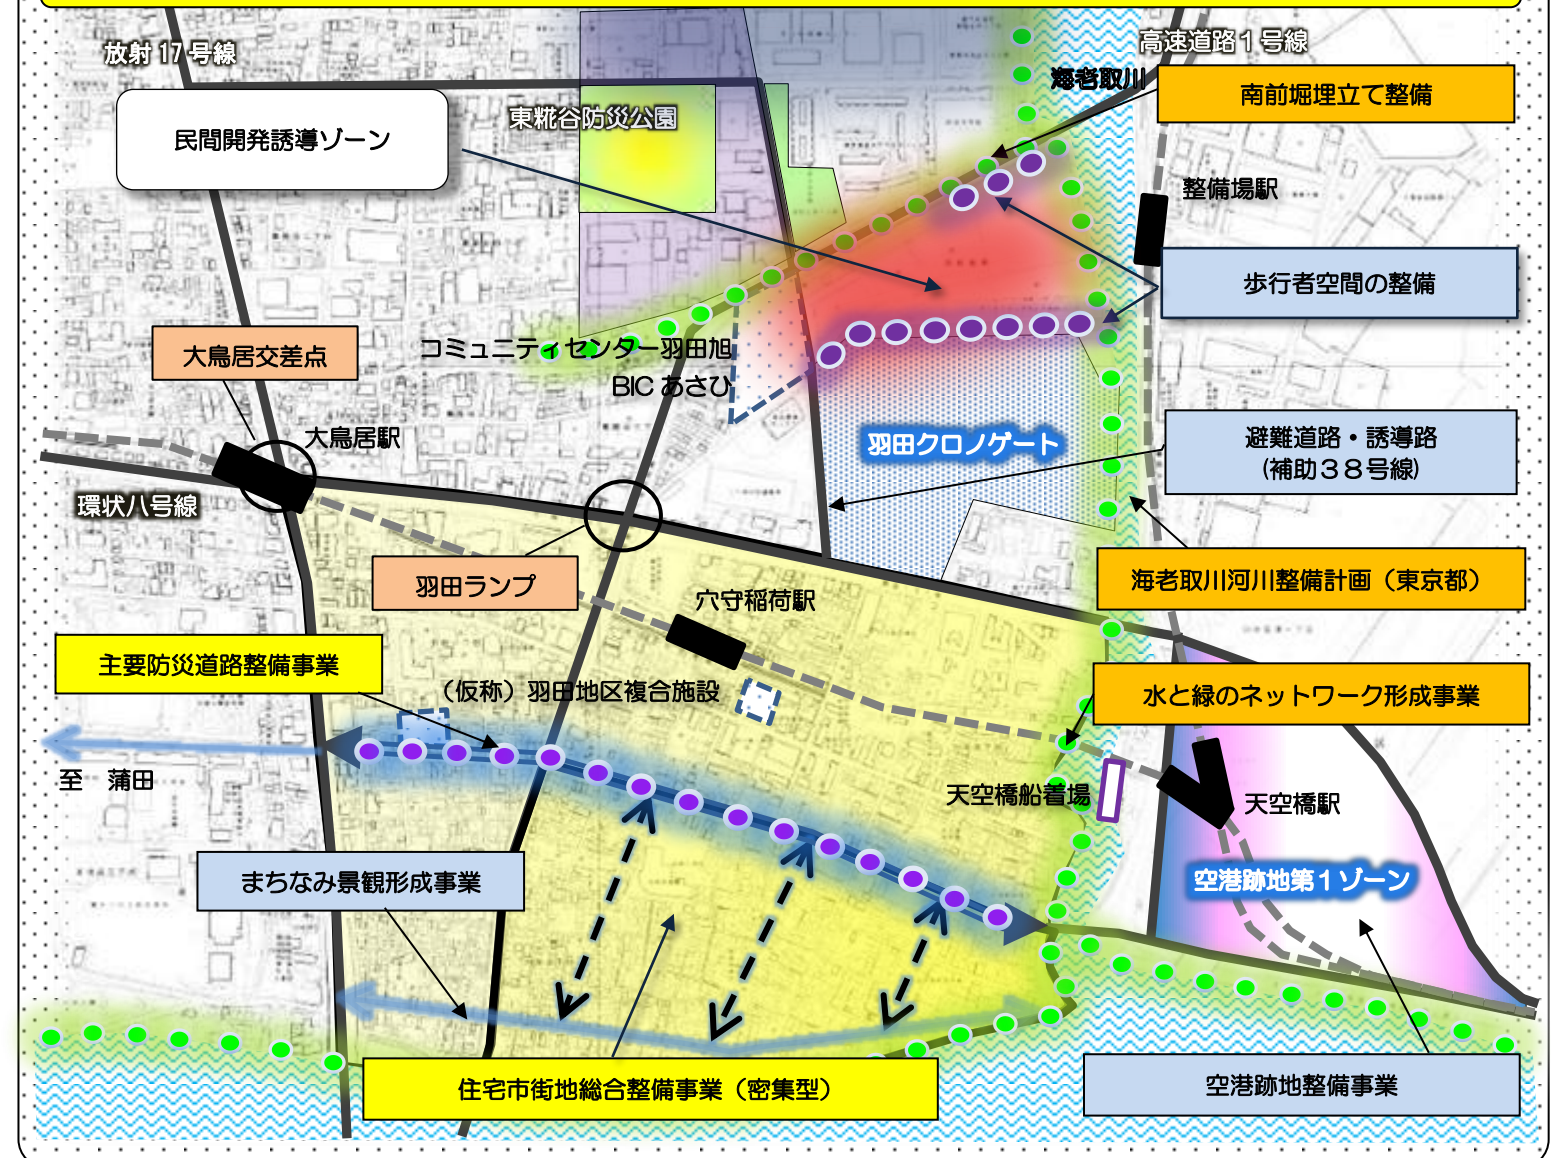 放射17号線
高速道路１号線
海老取川
南前堀埋立て整備
東糀谷防災公園
民間開発誘導ゾーン
整備場駅
歩行者空間の整備
大鳥居交差点
コミュニティセンター羽田旭
BICあさひ
大鳥居駅
羽田クロノゲート
避難道路・誘導路
(補助３８号線)
環状八号線
羽田ランプ
海老取川河川整備計画（東京都）
穴守稲荷駅
主要防災道路整備事業
（仮称）羽田地区複合施設
水と緑のネットワーク形成事業
至　蒲田
天空橋船着場
天空橋駅
まちなみ景観形成事業
空港跡地第１ゾーン
住宅市街地総合整備事業（密集型）
空港跡地整備事業